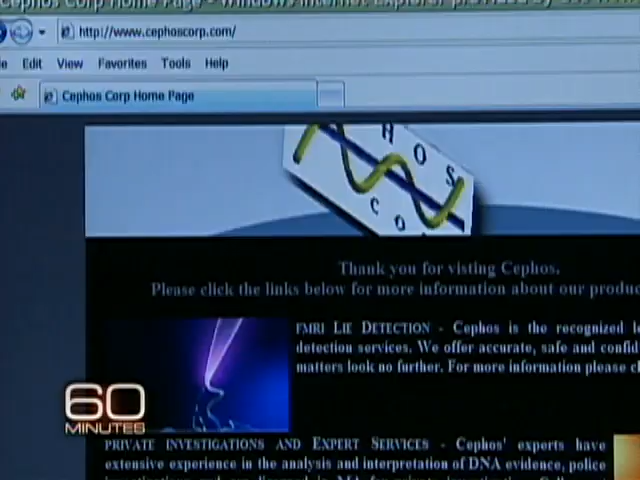 Cephos Corp Home Page - Windows Internet Explorer provided by
http://www.cephoscorp.com/
Edit View Favorites Tools Help
Cephos Corp Home Page
H O S
C O
Thank you for visting Cephos.
Please click the links below for more information about our produc
FMRI LIE DETECTION - Cephos is the recognized
detection services. We offer accurate, safe and confid
matters look no further. For more information please cl
60
MINUTES
PRIVATE INVESTIGATIONS AND EXPERT SERVICES - Cephos' experts have
extensive experience in the analysis and interpretation of DNA evidence, police